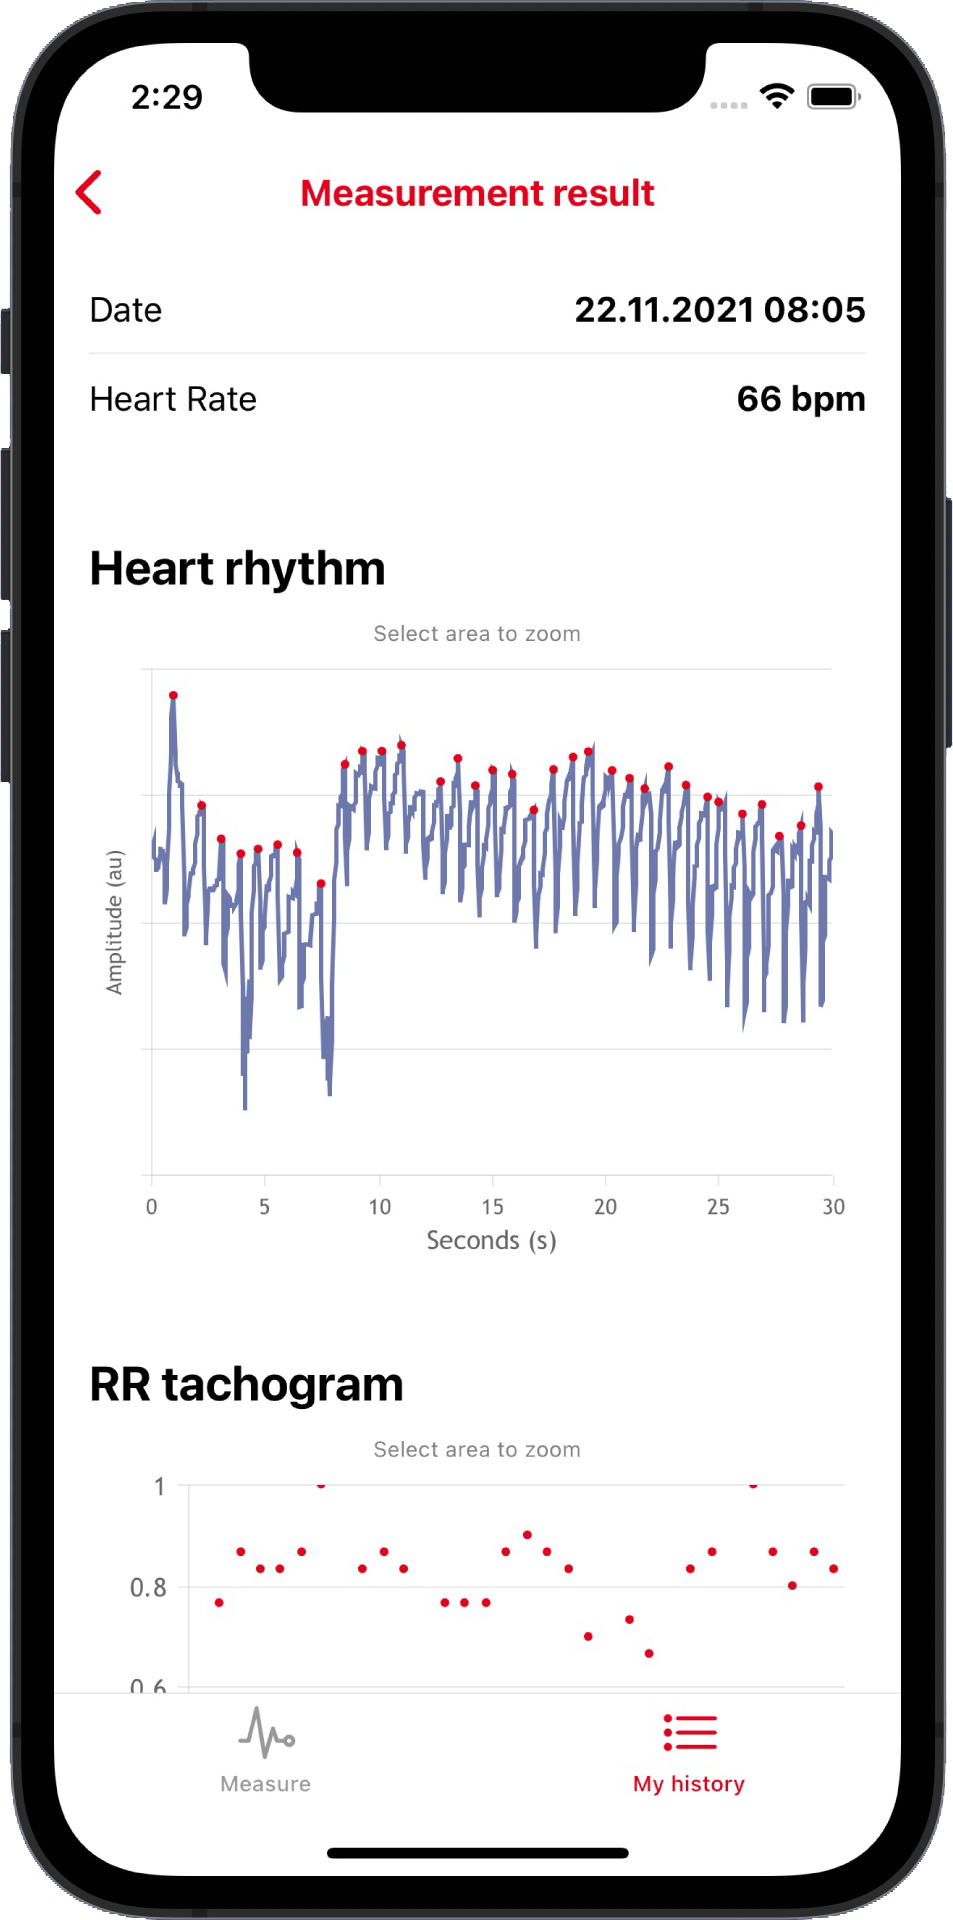 2:29
Measurement result
Date 22.11.2021 08:05
Heart Rate 66 bpm
Heart rhythm
Select area to zoom
Amplitude (au)
0 5 10 15 20 25 30
Seconds (s)
RR tachogram
Select area to zoom
1
0.8
0.6
Measure My history